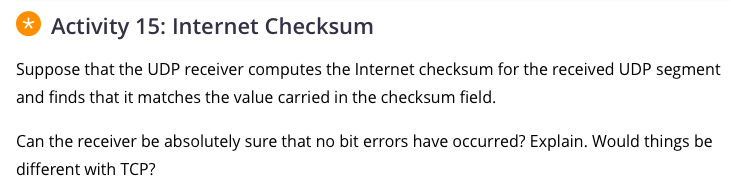 * Activity 15: Internet Checksum
Suppose that the UDP receiver computes the Internet checksum for the received UDP segment
and finds that it matches the value carried in the checksum field.
Can the receiver be absolutely sure that no bit errors have occurred? Explain. Would things be
different with TCP?